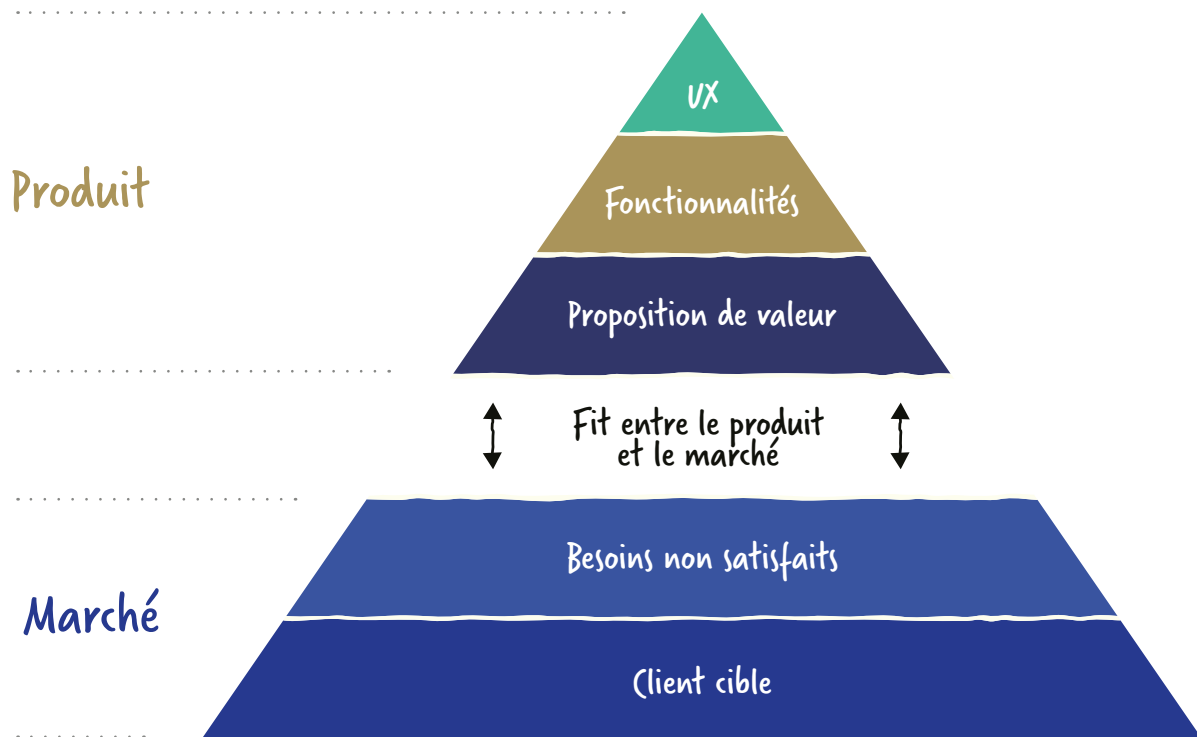 UX
Produit
Fonctionnalités
Proposition de valeur
Fit entre le produit
et le marché
Besoins non satisfaits
Marché
Client cible